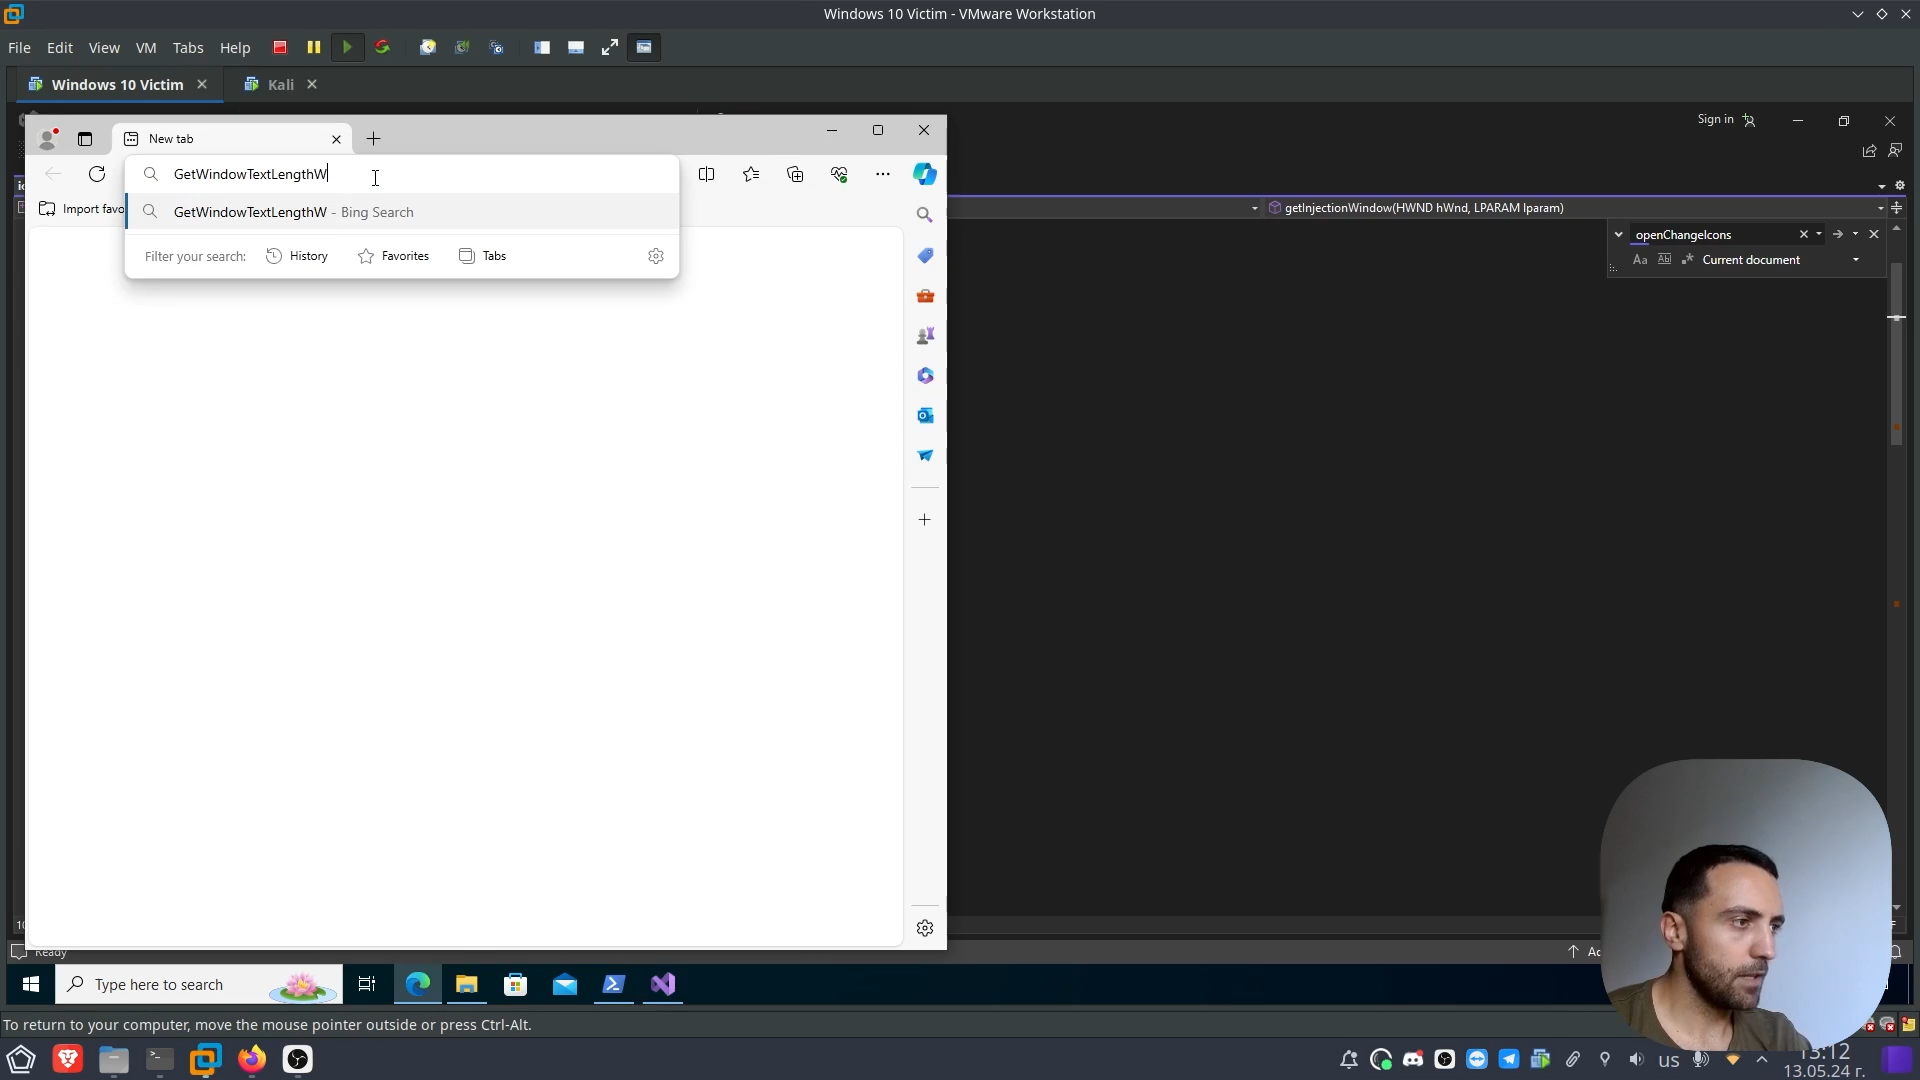 Windows 10 Victim - VMware Workstation
File Edit View VM Tabs Help
Windows 10 Victim
Kali
Sign in
New tab
GetWindowTextLengthW
GetWindowTextLengthW - Bing Search
Import favo
Filter your search:
History
Favorites
Tabs
getInjectionWindow(HWND hWnd, LPARAM lparam)
openChangeIcons
Aa
Current document
Ready
Type here to search
To return to your computer, move the mouse pointer outside or press Ctrl-Alt.
us
13:12
13.05.24 г.